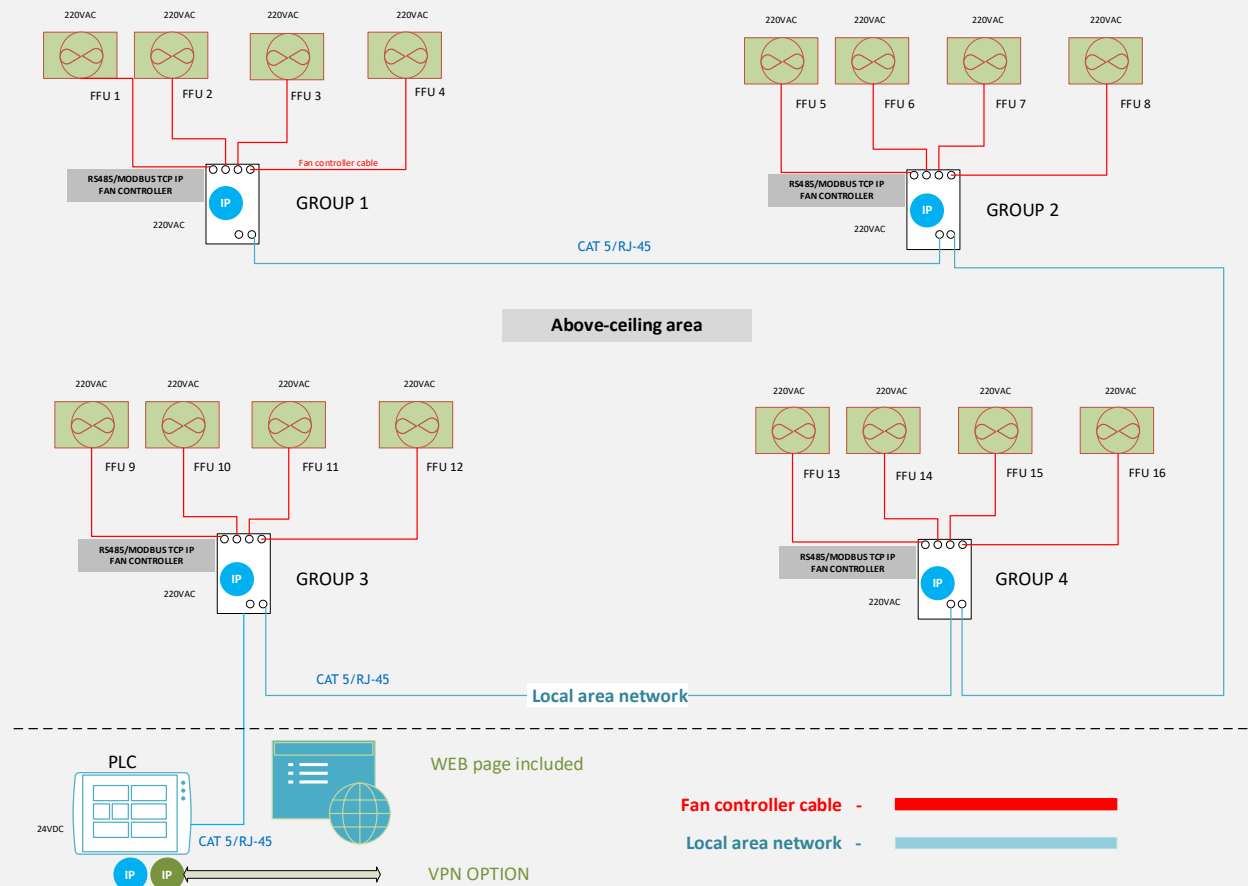 220VAC 220VAC 220VAC 220VAC
FFU 1 FFU 2 FFU 3 FFU 4
Fan controller cable
RS485/MODBUS TCP IP
FAN CONTROLLER
IP
GROUP 1
220VAC
220VAC 220VAC 220VAC 220VAC
FFU 5 FFU 6 FFU 7 FFU 8
RS485/MODBUS TCP IP
FAN CONTROLLER
IP
GROUP 2
220VAC
CAT 5/RJ-45
Above-ceiling area
220VAC 220VAC 220VAC 220VAC
FFU 9 FFU 10 FFU 11 FFU 12
RS485/MODBUS TCP IP
FAN CONTROLLER
IP
GROUP 3
220VAC
220VAC 220VAC 220VAC 220VAC
FFU 13 FFU 14 FFU 15 FFU 16
RS485/MODBUS TCP IP
FAN CONTROLLER
IP
GROUP 4
220VAC
CAT 5/RJ-45
Local area network
PLC
24VDC
CAT 5/RJ-45
IP IP
WEB page included
VPN OPTION
Fan controller cable -
Local area network -